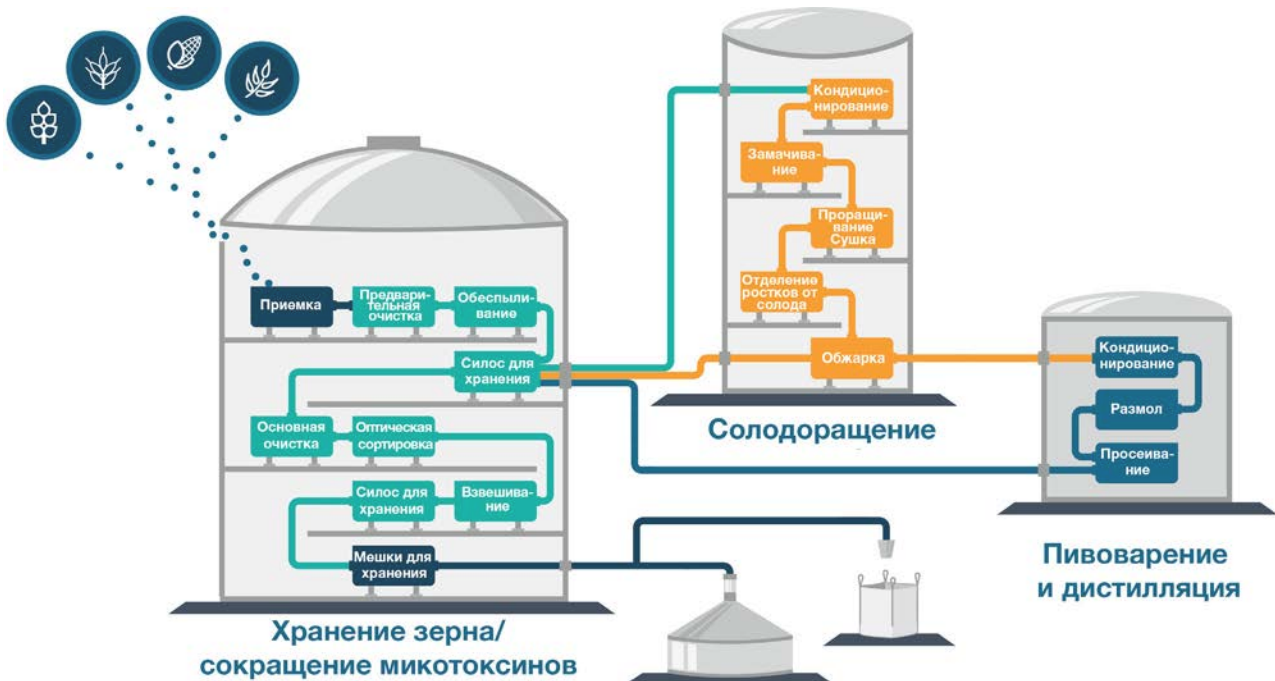 Приемка
Предвари-
тельная
очистка
Обеспыли-
вание
Силос для
хранения
Основная
очистка
Оптическая
сортировка
Силос для
хранения
Взвешива-
ние
Мешки для
хранения
Хранение зерна/
сокращение микотоксинов
Кондицио-
нирование
Замачива-
ние
Проращи-
вание
Сушка
Отделение
ростков от
солода
Обжарка
Солодоращение
Кондицио-
нирование
Размол
Просеива-
ние
Пивоварение
и дистилляция